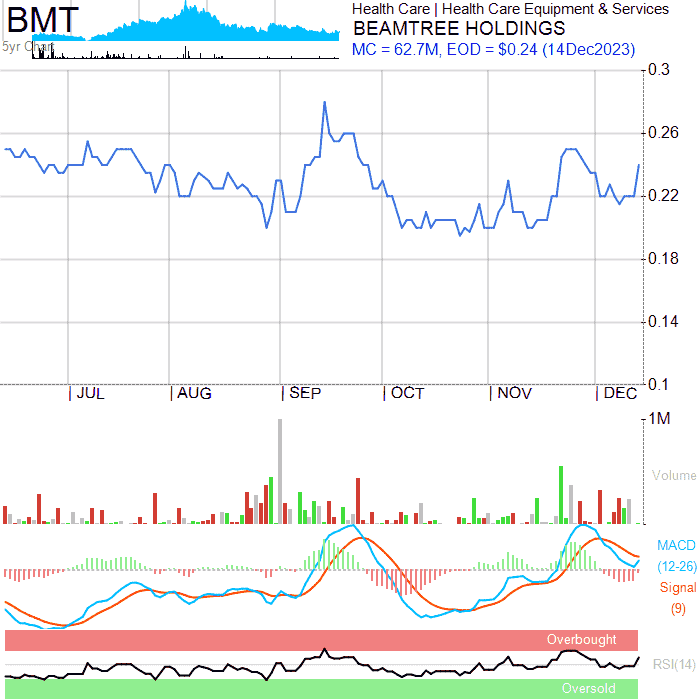 BMT
5yr Chart
Health Care | Health Care Equipment & Services
BEAMTREE HOLDINGS
MC = 62.7M, EOD = $0.24 (14Dec2023)
0.3
0.26
0.22
0.18
0.14
0.1
JUL
AUG
SEP
OCT
NOV
DEC
1M
Volume
MACD
(12-26)
Signal
(9)
Overbought
RSI(14)
Oversold